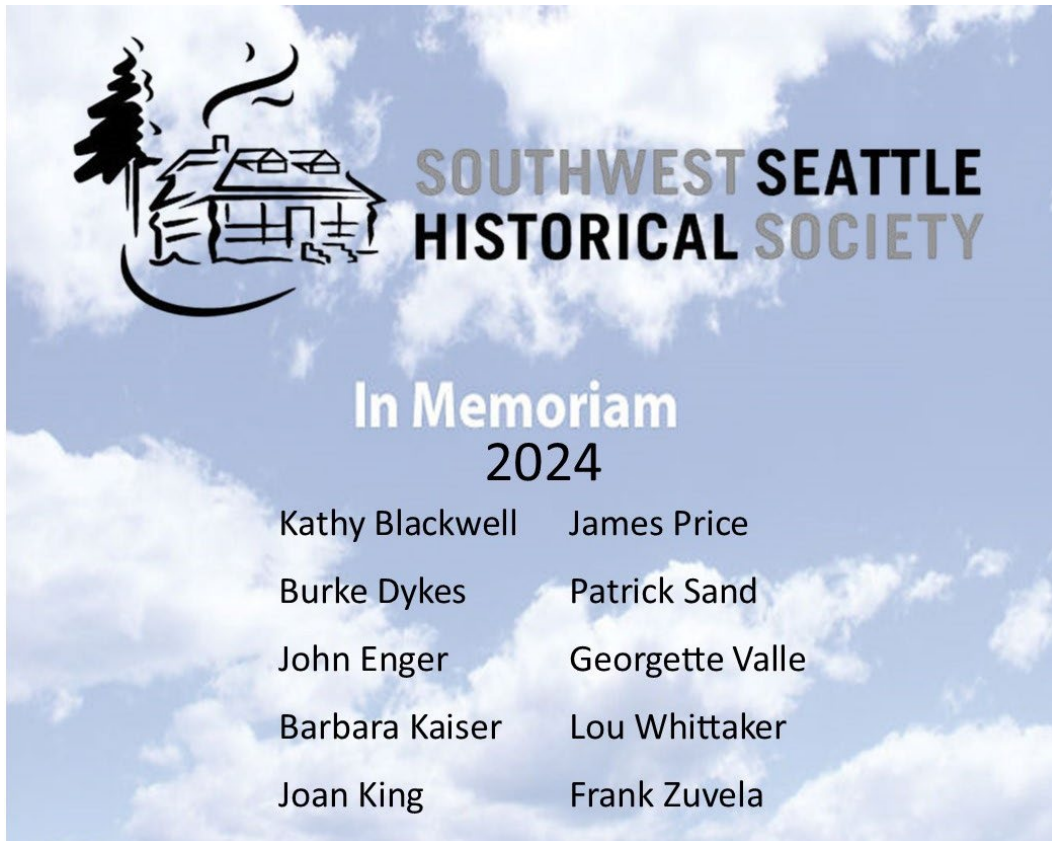 SOUTHWEST SEATTLE
HISTORICAL SOCIETY
In Memoriam
2024
Kathy Blackwell
Burke Dykes
John Enger
Barbara Kaiser
Joan King
James Price
Patrick Sand
Georgette Valle
Lou Whittaker
Frank Zuvela